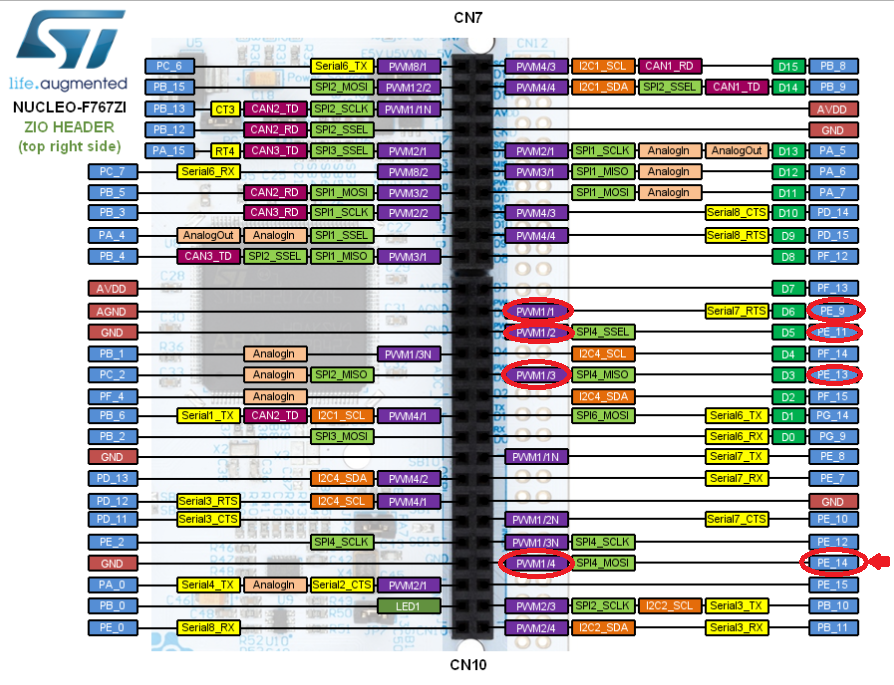 CN7
life.augmented
NUCLEO-F767ZI
ZIO HEADER
(top right side)
CN12
PC_6 Serial6_TX PWM8/1 PWM4/3 I2C1_SCL CAN1_RD D15 PB_8
PB_15 SPI2_MOSI PWM12/2 PWM4/4 I2C1_SDA SPI2_SSEL CAN1_TD D14 PB_9
PB_13 CT3 CAN2_TD SPI2_SCLK PWM1/1N AVDD
PB_12 CAN2_RD SPI2_SSEL GND
PA_15 RT4 CAN3_TD SPI3_SSEL PWM2/1 PWM2/1 SPI1_SCLK AnalogIn AnalogOut D13 PA_5
PC_7 Serial6_RX PWM8/2 PWM3/1 SPI1_MISO AnalogIn D12 PA_6
PB_5 CAN2_RD SPI1_MOSI PWM3/2 SPI1_MOSI AnalogIn D11 PA_7
PB_3 CAN3_RD SPI1_SCLK PWM2/2 PWM4/3 Serial8_CTS D10 PD_14
PA_4 AnalogOut AnalogIn SPI1_SSEL PWM4/4 Serial8_RTS D9 PD_15
PB_4 CAN3_TD SPI2_SSEL SPI1_MISO PWM3/1 D8 PF_12
AVDD D7 PF_13
AGND PWM1/1 Serial7_RTS D6 PE_9
GND PWM1/2 SPI4_SSEL D5 PE_11
PB_1 AnalogIn PWM1/3N I2C4_SCL D4 PF_14
PC_2 AnalogIn SPI2_MISO PWM1/3 SPI4_MISO D3 PE_13
PF_4 AnalogIn I2C4_SDA D2 PF_15
PB_6 Serial1_TX CAN2_TD I2C1_SCL PWM4/1 SPI6_MOSI Serial6_TX D1 PG_14
PB_2 SPI3_MOSI Serial6_RX D0 PG_9
GND PWM1/1N Serial7_TX PE_8
PD_13 I2C4_SDA PWM4/2 Serial7_RX PE_7
PD_12 Serial3_RTS I2C4_SCL PWM4/1 GND
PD_11 Serial3_CTS PWM1/2N Serial7_CTS PE_10
PE_2 SPI4_SCLK PWM1/3N SPI4_SCLK PE_12
GND PWM1/4 SPI4_MOSI PE_14
PA_0 Serial4_TX AnalogIn Serial2_CTS PWM2/1 PE_15
PB_0 LED1 PWM2/3 SPI2_SCLK I2C2_SCL Serial3_TX PB_10
PE_0 Serial8_RX PWM2/4 I2C2_SDA Serial3_RX PB_11
CN10